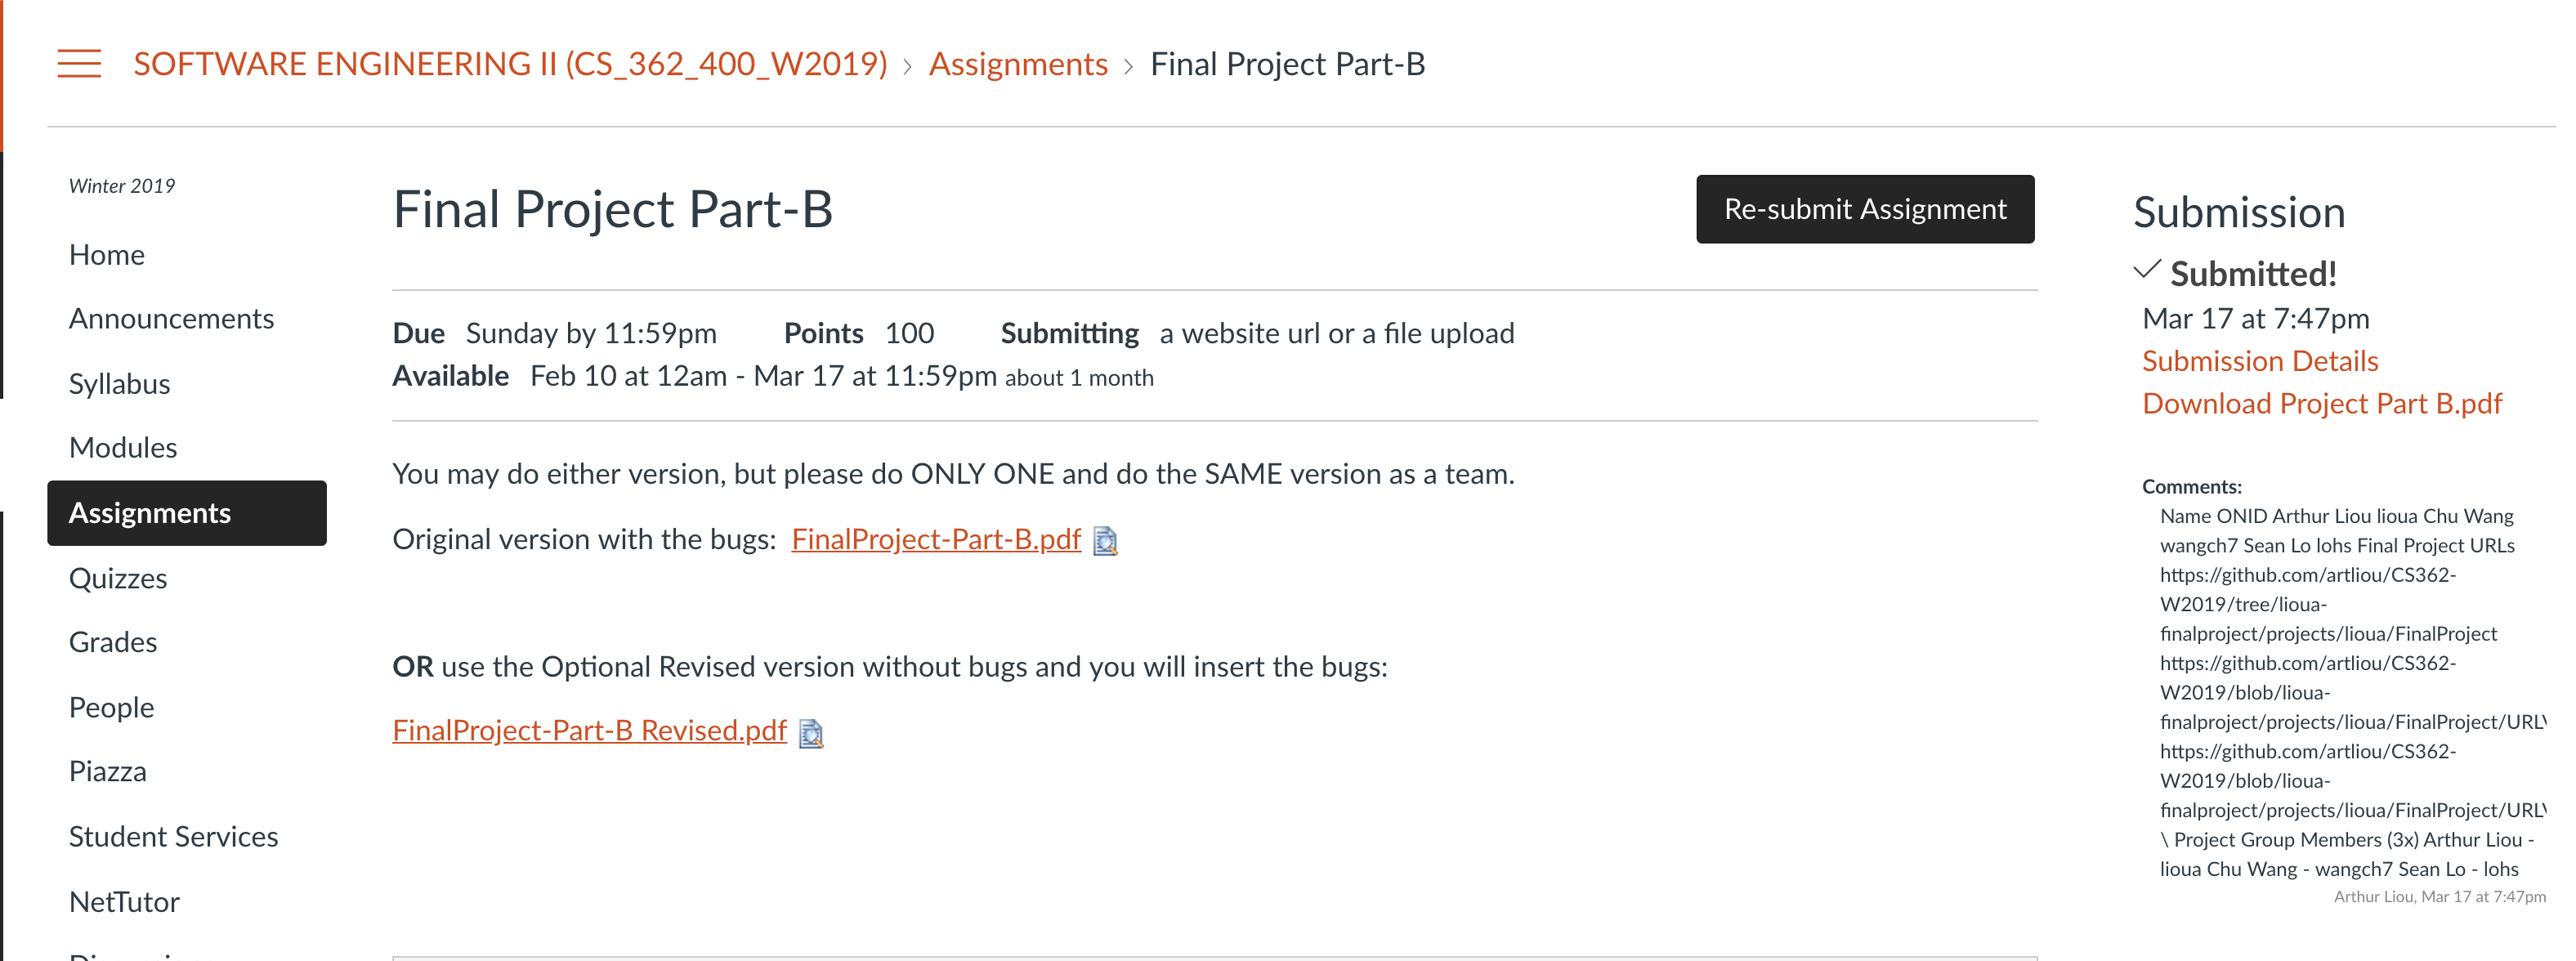 SOFTWARE ENGINEERING II (CS_362_400_W2019) › Assignments › Final Project Part-B
Winter 2019
Home
Announcements
Syllabus
Modules
Assignments
Quizzes
Grades
People
Piazza
Student Services
NetTutor
Final Project Part-B
Re-submit Assignment
Due Sunday by 11:59pm Points 100 Submitting a website url or a file upload
Available Feb 10 at 12am - Mar 17 at 11:59pm about 1 month
You may do either version, but please do ONLY ONE and do the SAME version as a team.
Original version with the bugs: FinalProject-Part-B.pdf
OR use the Optional Revised version without bugs and you will insert the bugs:
FinalProject-Part-B Revised.pdf
Submission
Submitted!
Mar 17 at 7:47pm
Submission Details
Download Project Part B.pdf
Comments:
Name ONID Arthur Liou lioua Chu Wang
wangch7 Sean Lo lohs Final Project URLs
https://github.com/artliou/CS362-
W2019/tree/lioua-
finalproject/projects/lioua/FinalProject
https://github.com/artliou/CS362-
W2019/blob/lioua-
finalproject/projects/lioua/FinalProject/URL
https://github.com/artliou/CS362-
W2019/blob/lioua-
finalproject/projects/lioua/FinalProject/URL
\ Project Group Members (3x) Arthur Liou -
lioua Chu Wang - wangch7 Sean Lo - lohs
Arthur Liou, Mar 17 at 7:47pm